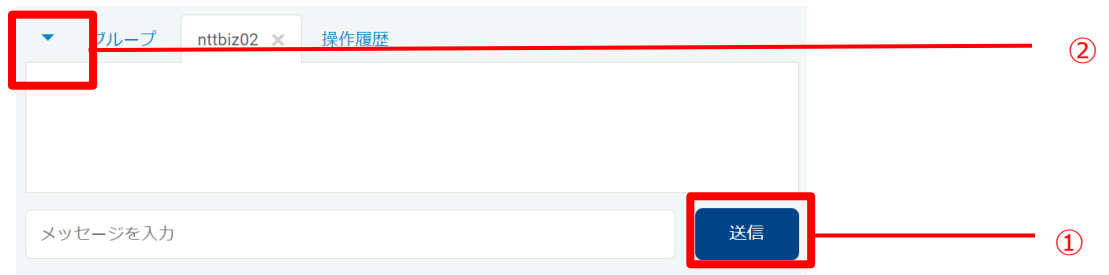 グループ nttbiz02 × 操作履歴
②
メッセージを入力 送信
①